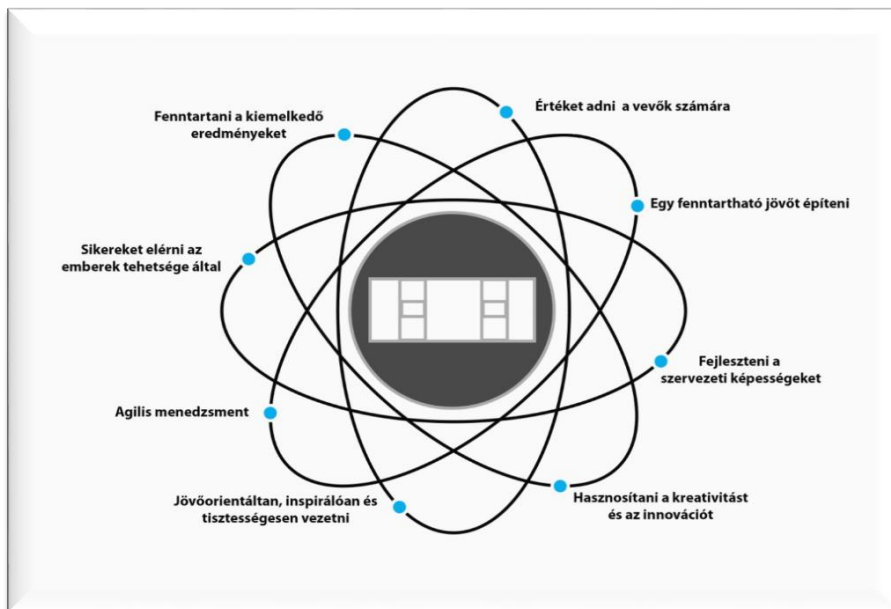 Értéket adni a vevők számára
Egy fenntartható jövőt építeni
Fejleszteni a
szervezeti képességeket
Hasznosítani a kreativitást
és az innovációt
Jövőorientáltan, inspirálóan és
tisztességesen vezetni
Agilis menedzsment
Sikereket elérni az
emberek tehetsége által
Fenntartani a kiemelkedő
eredményeket